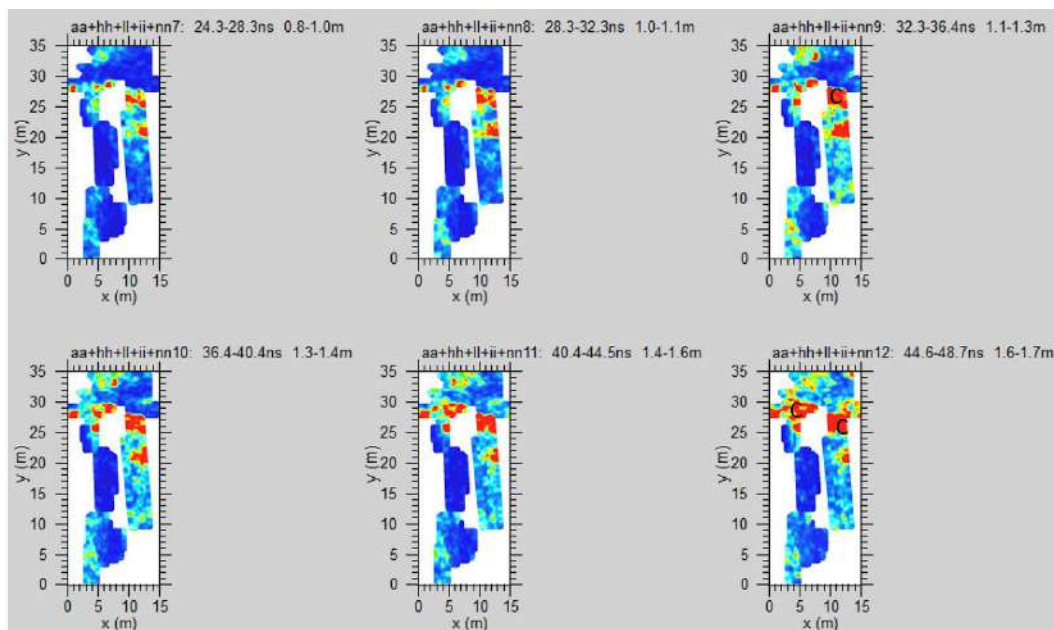 aa+hh+ll+ii+nn7: 24.3-28.3ns 0.8-1.0m
aa+hh+ll+ii+nn8: 28.3-32.3ns 1.0-1.1m
aa+hh+ll+ii+nn9: 32.3-36.4ns 1.1-1.3m
35
30
25
20
15
10
5
0
y (m)
0 5 10 15
x (m)
35
30
25
20
15
10
5
0
y (m)
0 5 10 15
x (m)
35
30
25
20
15
10
5
0
y (m)
C
0 5 10 15
x (m)
aa+hh+ll+ii+nn10: 36.4-40.4ns 1.3-1.4m
aa+hh+ll+ii+nn11: 40.4-44.5ns 1.4-1.6m
aa+hh+ll+ii+nn12: 44.6-48.7ns 1.6-1.7m
35
30
25
20
15
10
5
0
y (m)
0 5 10 15
x (m)
35
30
25
20
15
10
5
0
y (m)
0 5 10 15
x (m)
35
30
25
20
15
10
5
0
y (m)
C
C
0 5 10 15
x (m)